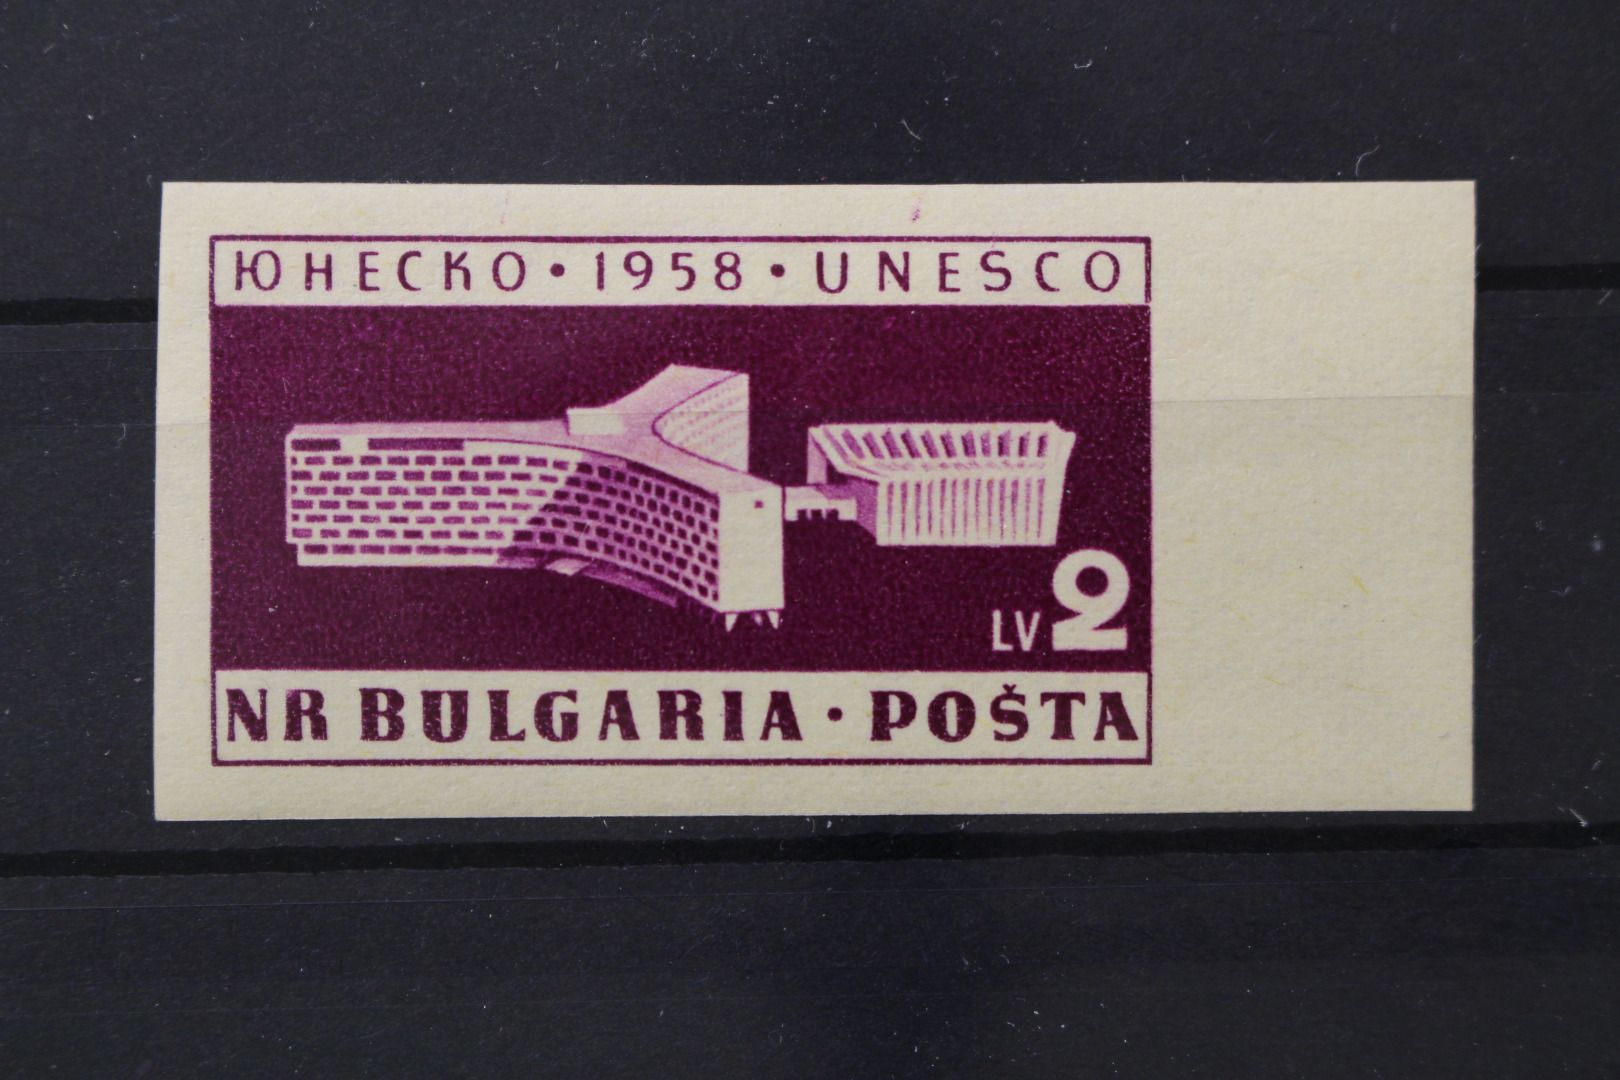 ЮНЕСКО • 1958 • UNESCO
LV 2
NR BULGARIA • POŠTA